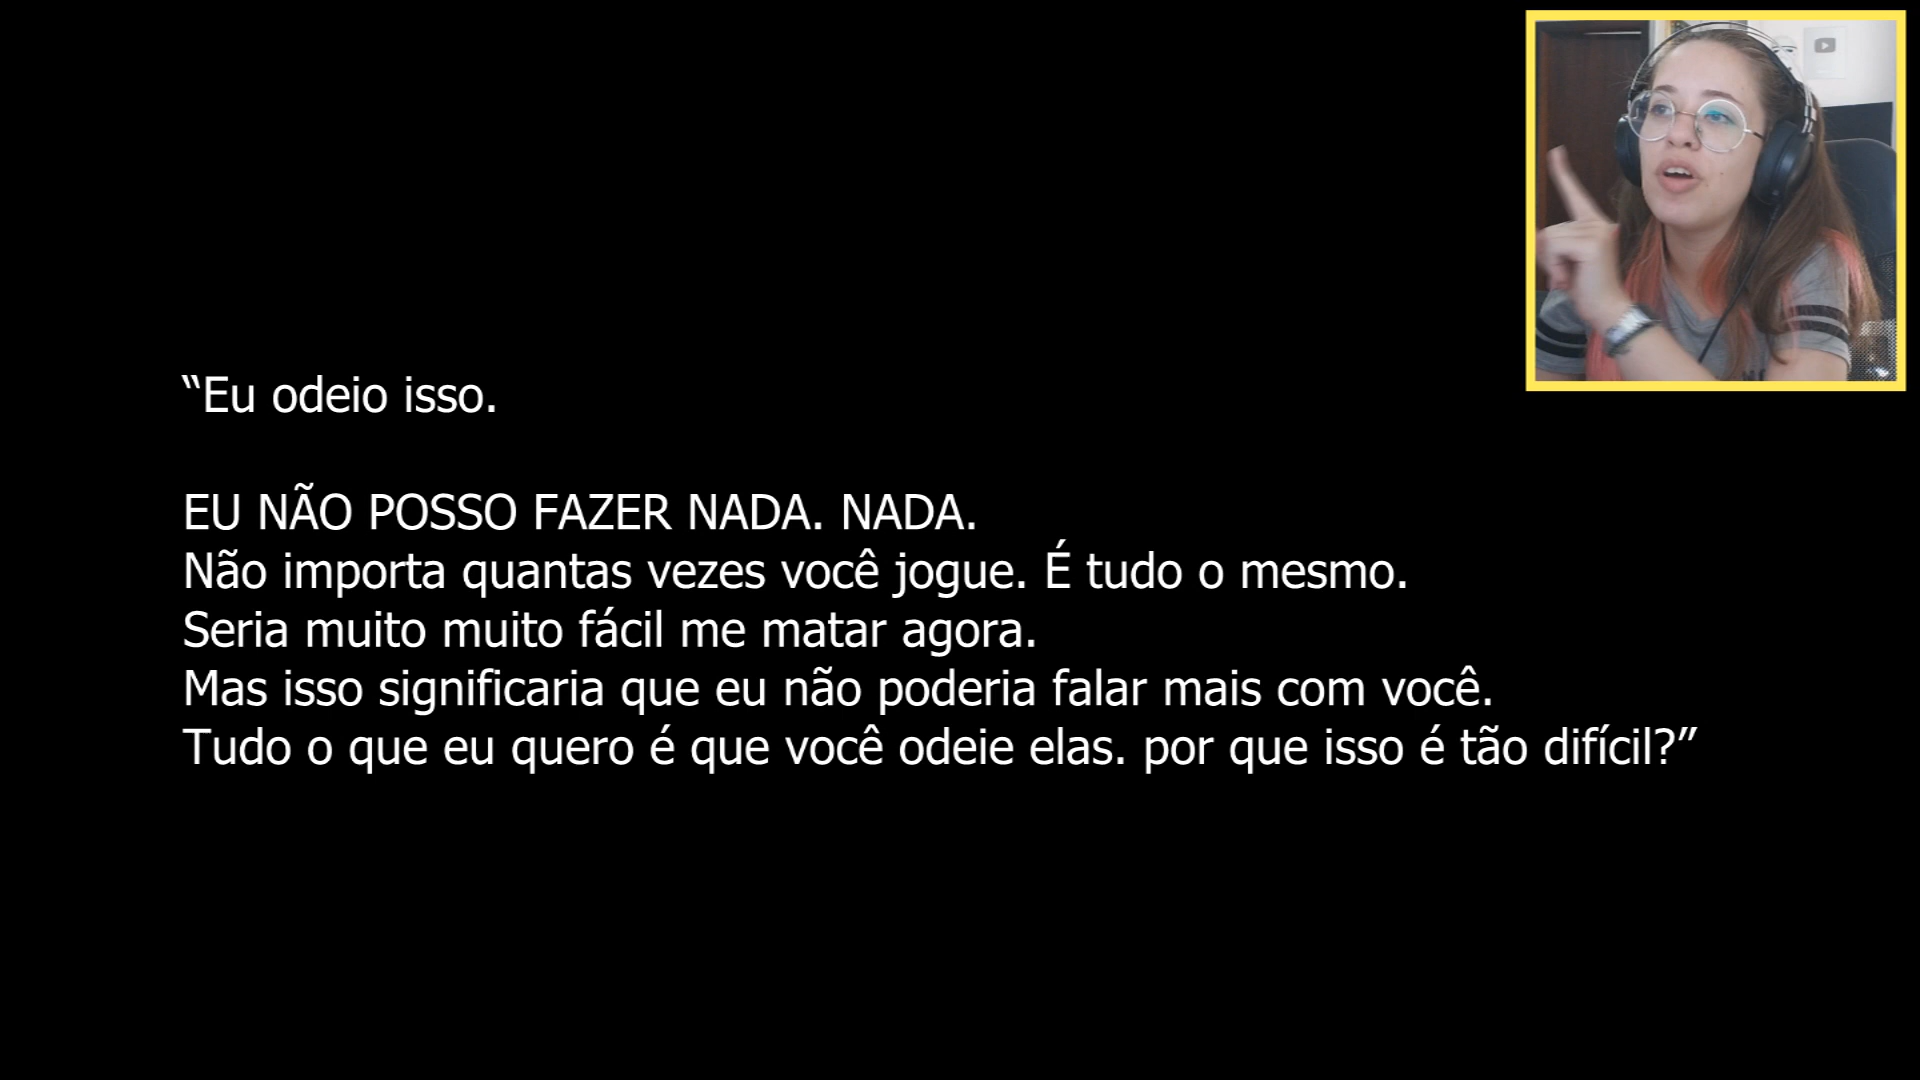 “Eu odeio isso.
EU NÃO POSSO FAZER NADA. NADA.
Não importa quantas vezes você jogue. É tudo o mesmo.
Seria muito muito fácil me matar agora.
Mas isso significaria que eu não poderia falar mais com você.
Tudo o que eu quero é que você odeie elas. por que isso é tão difícil?”